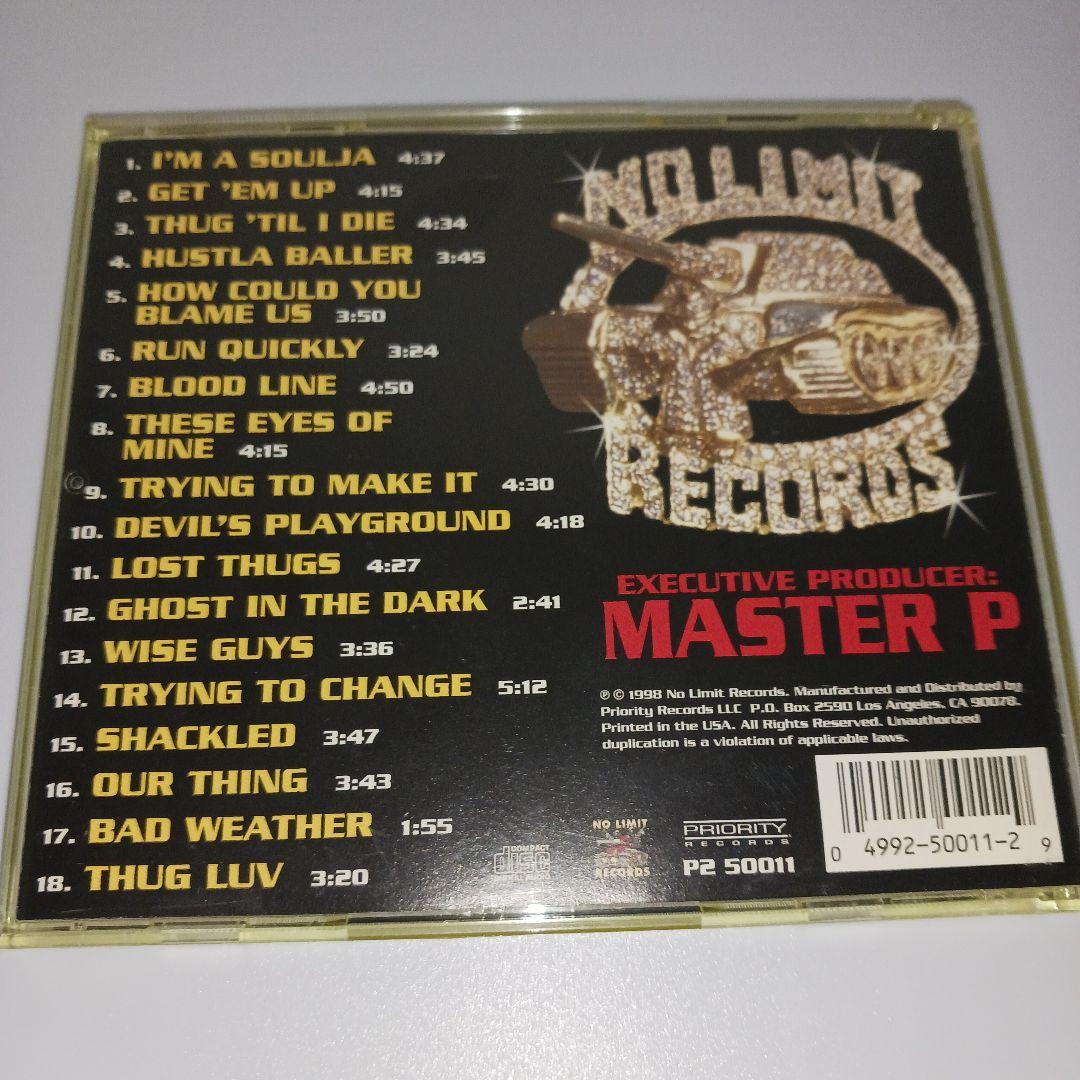 1. I'M A SOULJA 4:37
2. GET 'EM UP 4:15
3. THUG 'TIL I DIE 4:34
4. HUSTLA BALLER 3:45
5. HOW COULD YOU
BLAME US 3:50
6. RUN QUICKLY 3:24
7. BLOOD LINE 4:50
8. THESE EYES OF
MINE 4:15
9. TRYING TO MAKE IT 4:30
10. DEVIL'S PLAYGROUND 4:18
11. LOST THUGS 4:27
12. GHOST IN THE DARK 2:41
13. WISE GUYS 3:36
14. TRYING TO CHANGE 5:12
15. SHACKLED 3:47
16. OUR THING 3:43
17. BAD WEATHER 1:55
18. THUG LUV 3:20
NO LIMIT
RECORDS
EXECUTIVE PRODUCER:
MASTER P
℗ © 1998 No Limit Records. Manufactured and Distributed by
Priority Records LLC P.O. Box 2590 Los Angeles, CA 90078.
Printed in the USA. All Rights Reserved. Unauthorized
duplication is a violation of applicable laws.
COMPACT
disc
DIGITAL AUDIO
NO LIMIT
RECORDS
PRIORITY
RECORDS
P2 50011
0 4992-50011-2 9